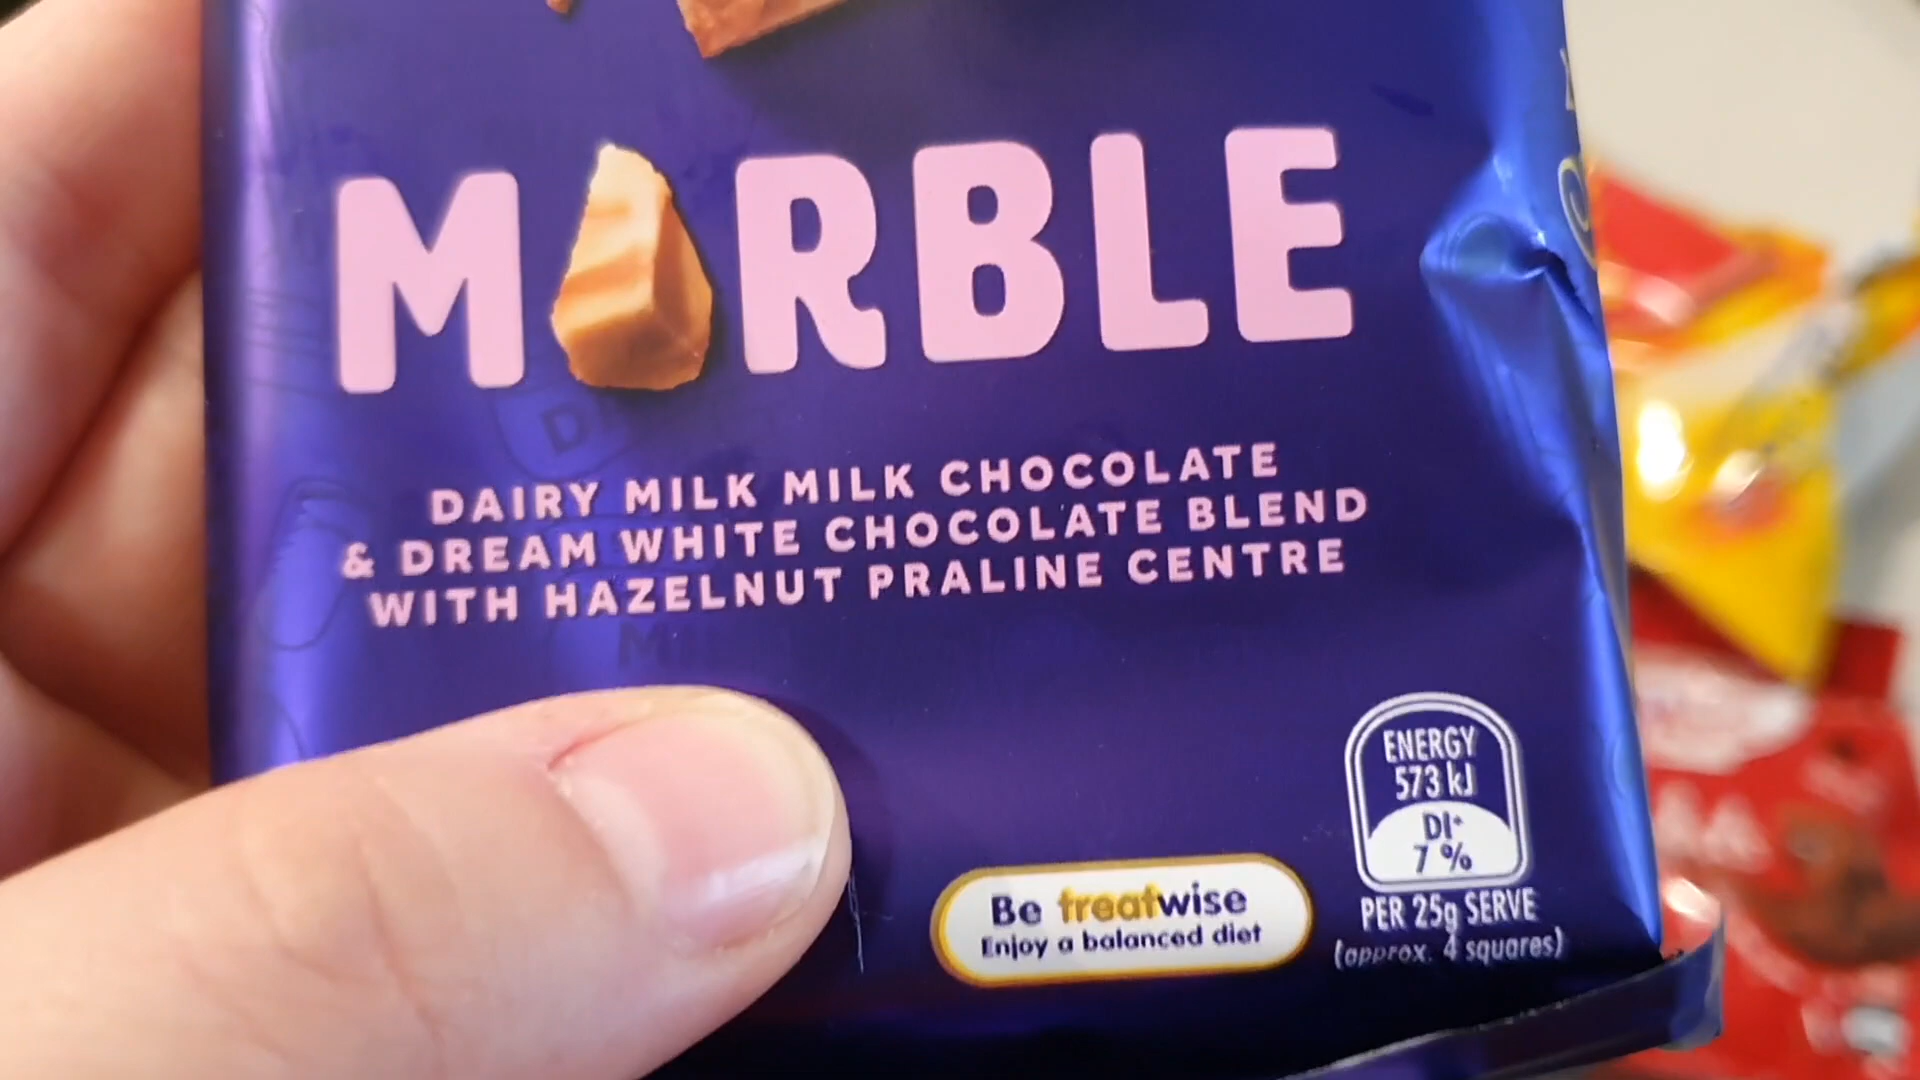 MARBLE
DAIRY MILK MILK CHOCOLATE
& DREAM WHITE CHOCOLATE BLEND
WITH HAZELNUT PRALINE CENTRE
ENERGY
573 kJ
DI*
7 %
PER 25g SERVE
(approx. 4 squares)
Be treatwise
Enjoy a balanced diet